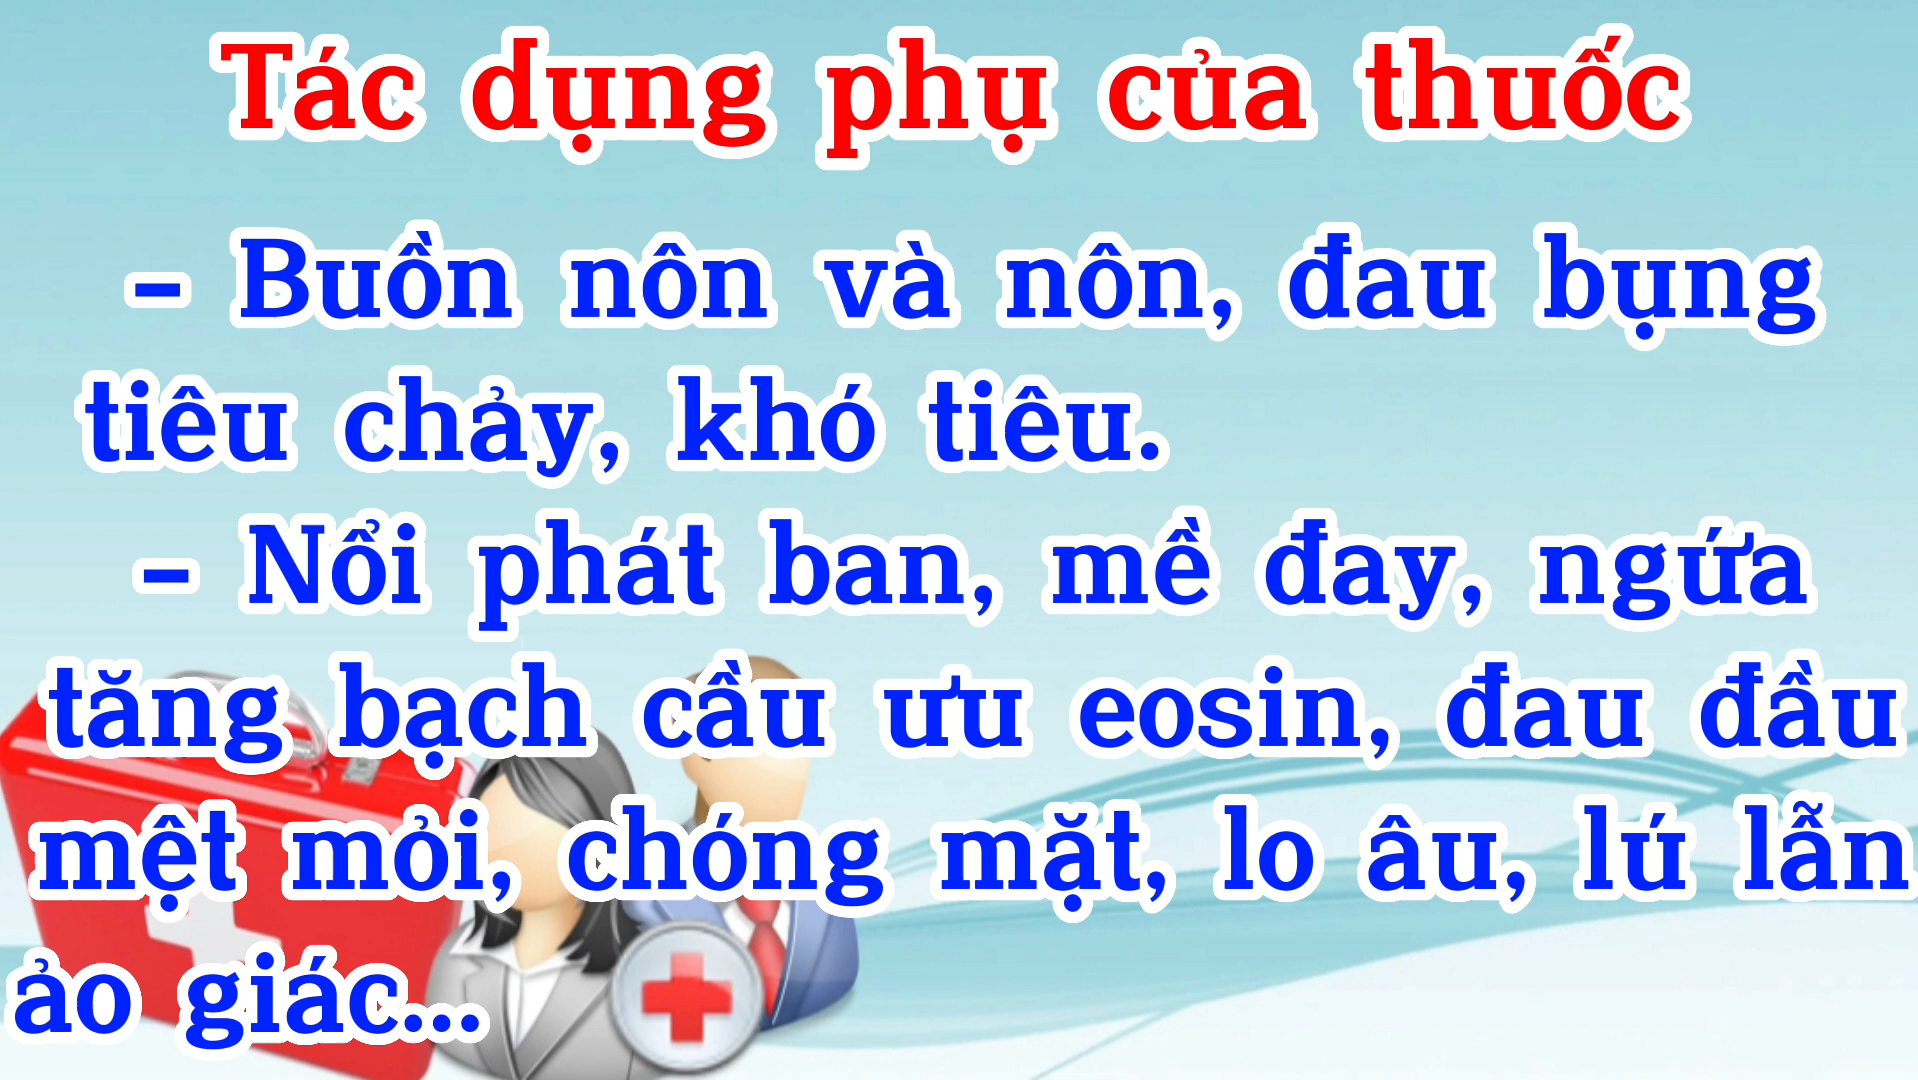 Tác dụng phụ của thuốc
– Buồn nôn và nôn, đau bụng
tiêu chảy, khó tiêu.
– Nổi phát ban, mề đay, ngứa
tăng bạch cầu ưu eosin, đau đầu
mệt mỏi, chóng mặt, lo âu, lú lẫn
ảo giác...